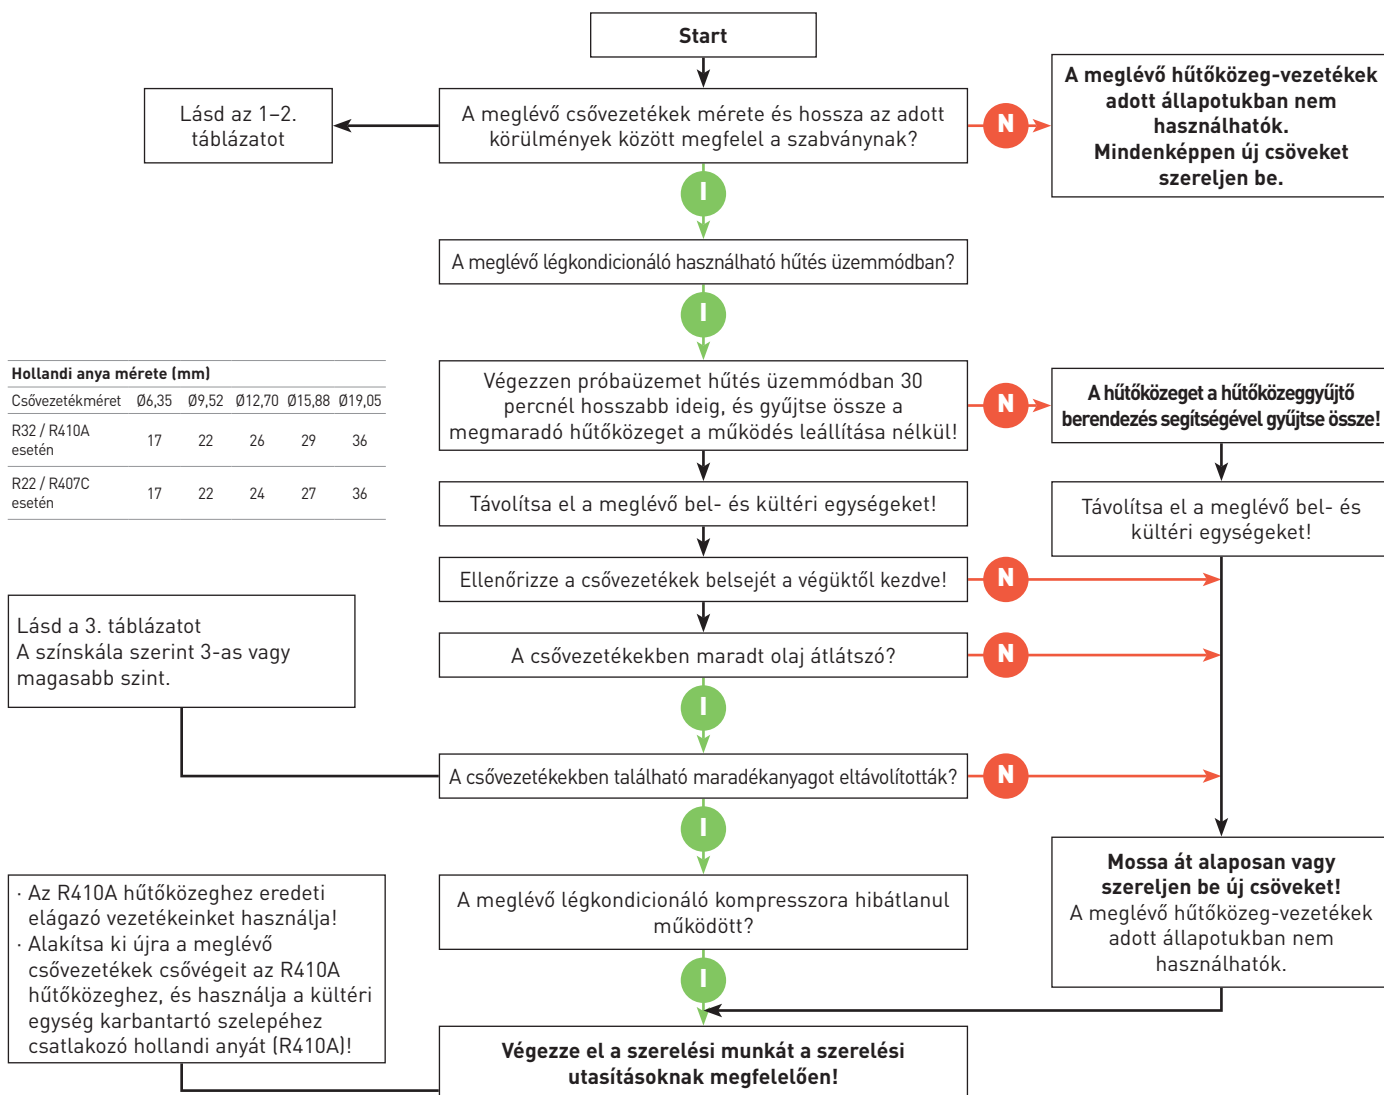 Start
Lásd az 1–2.
táblázatot
A meglévő csővezetékek mérete és hossza az adott
körülmények között megfelel a szabványnak?
N
A meglévő hűtőközeg-vezetékek
adott állapotukban nem
használhatók.
Mindenképpen új csöveket
szereljen be.
I
A meglévő légkondicionáló használható hűtés üzemmódban?
I
Hollandi anya mérete (mm)
Csővezetékméret Ø6,35 Ø9,52 Ø12,70 Ø15,88 Ø19,05
R32 / R410A
esetén 17 22 26 29 36
R22 / R407C
esetén 17 22 24 27 36
Végezzen próbaüzemet hűtés üzemmódban 30
percnél hosszabb ideig, és gyűjtse össze a
megmaradó hűtőközeget a működés leállítása nélkül!
N
A hűtőközeget a hűtőközeggyűjtő
berendezés segítségével gyűjtse össze!
Távolítsa el a meglévő bel- és kültéri egységeket!
Távolítsa el a meglévő bel- és
kültéri egységeket!
Ellenőrizze a csővezetékek belsejét a végüktől kezdve!
N
Lásd a 3. táblázatot
A színskála szerint 3-as vagy
magasabb szint.
A csővezetékekben maradt olaj átlátszó?
N
I
A csővezetékekben található maradékanyagot eltávolították?
N
I
Mossa át alaposan vagy
szereljen be új csöveket!
A meglévő hűtőközeg-vezetékek
adott állapotukban nem
használhatók.
· Az R410A hűtőközeghez eredeti
elágazó vezetékeinket használja!
· Alakítsa ki újra a meglévő
csővezetékek csővégeit az R410A
hűtőközeghez, és használja a kültéri
egység karbantartó szelepéhez
csatlakozó hollandi anyát (R410A)!
A meglévő légkondicionáló kompresszora hibátlanul
működött?
I
Végezze el a szerelési munkát a szerelési
utasításoknak megfelelően!